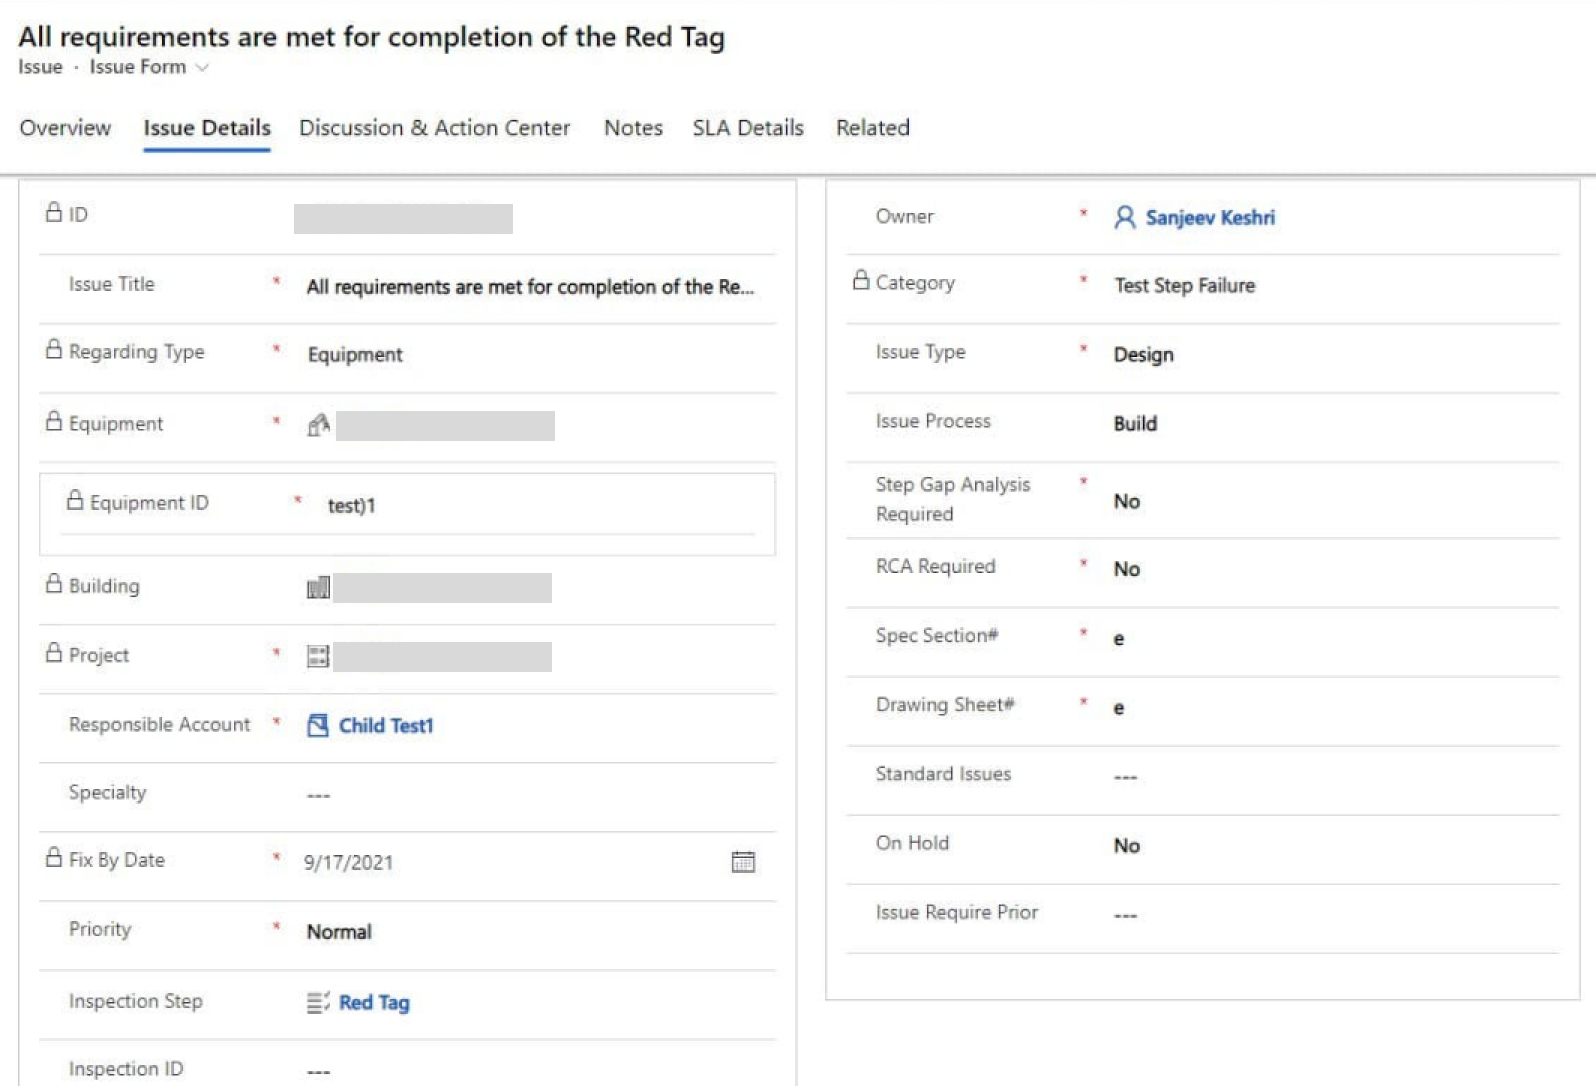 All requirements are met for completion of the Red Tag
Issue · Issue Form
Overview Issue Details Discussion & Action Center Notes SLA Details Related
ID
Issue Title * All requirements are met for completion of the Re...
Regarding Type * Equipment
Equipment *
Equipment ID * test)1
Building
Project *
Responsible Account * Child Test1
Specialty ---
Fix By Date * 9/17/2021
Priority * Normal
Inspection Step Red Tag
Inspection ID ---
Owner * Sanjeev Keshri
Category * Test Step Failure
Issue Type * Design
Issue Process Build
Step Gap Analysis
Required * No
RCA Required * No
Spec Section# * e
Drawing Sheet# * e
Standard Issues ---
On Hold No
Issue Require Prior ---